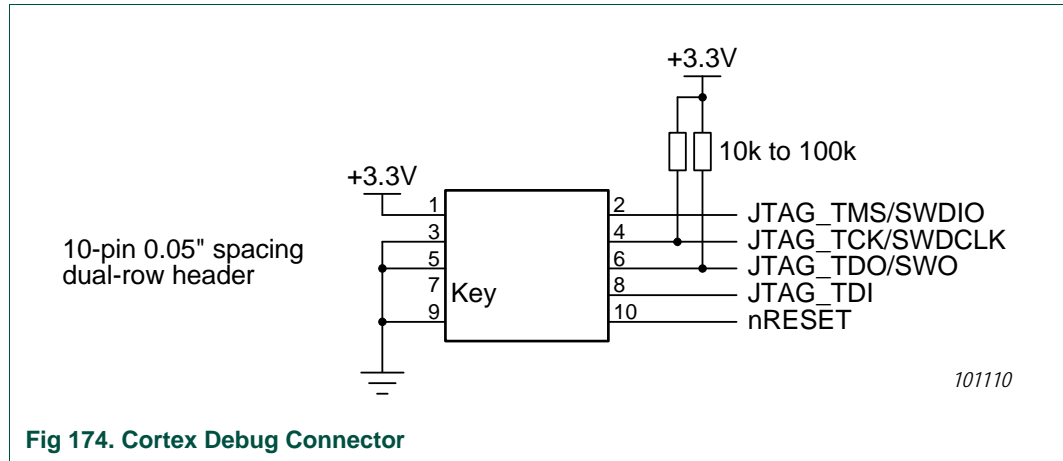 +3.3V
10k to 100k
+3.3V
1
2
JTAG_TMS/SWDIO
3
4
JTAG_TCK/SWDCLK
10-pin 0.05" spacing
dual-row header
5
6
JTAG_TDO/SWO
7
Key
8
JTAG_TDI
9
10
nRESET
101110
Fig 174. Cortex Debug Connector